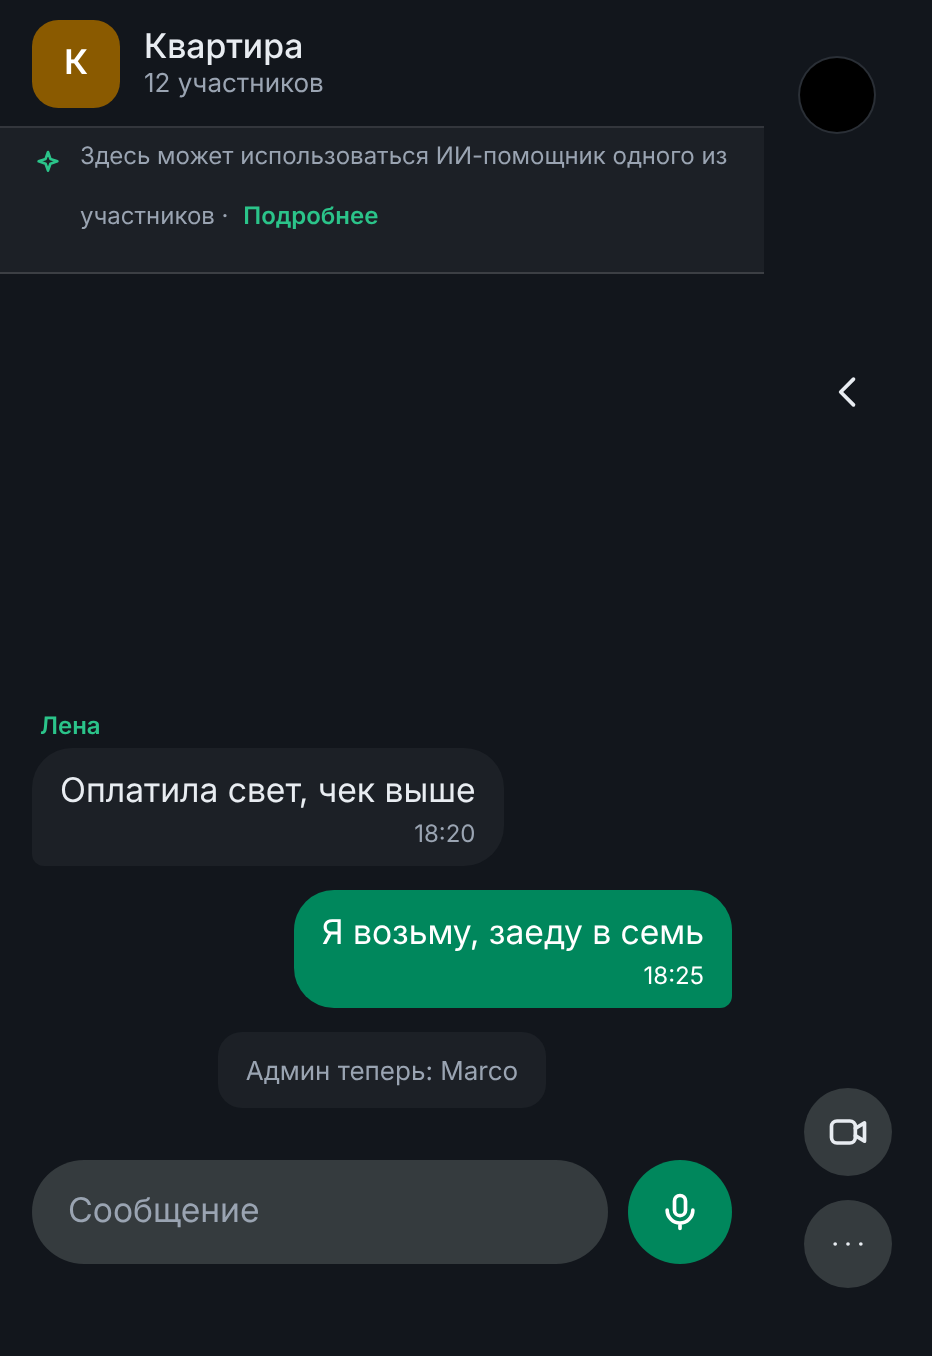 К
Квартира
12 участников
Здесь может использоваться ИИ-помощник одного из
участников · Подробнее
Лена
Оплатила свет, чек выше
18:20
Я возьму, заеду в семь
18:25
Админ теперь: Marco
Сообщение